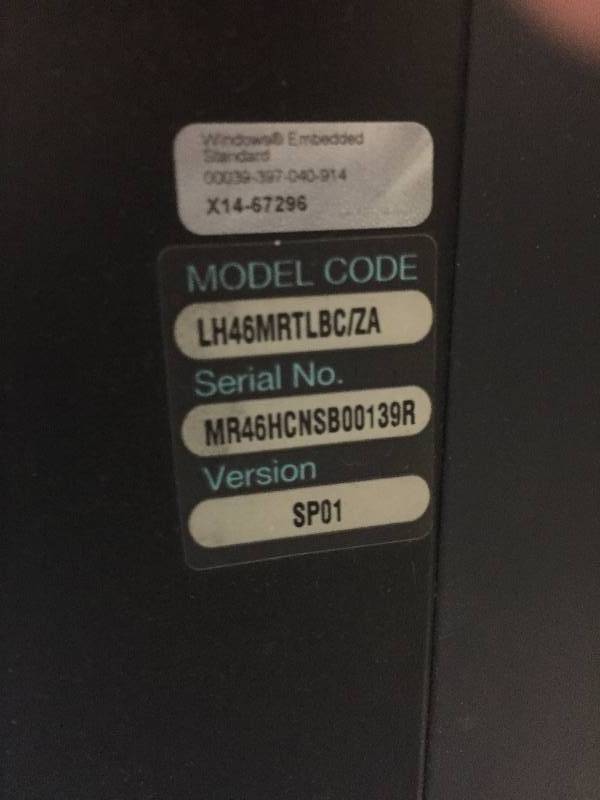 Windows® Embedded
Standard
00039-397-040-914
X14-67296
MODEL CODE
LH46MRTLBC/ZA
Serial No.
MR46HCNSB00139R
Version
SP01